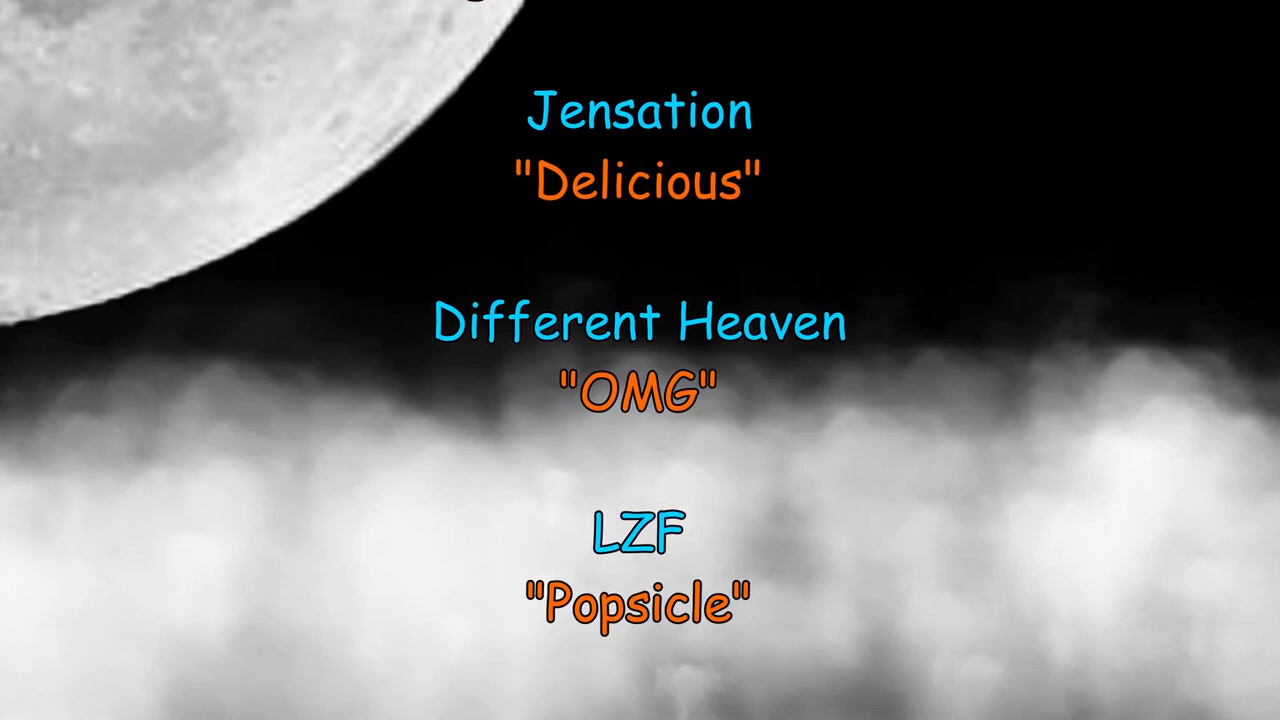 Jensation
"Delicious"
Different Heaven
"OMG"
LZF
"Popsicle"